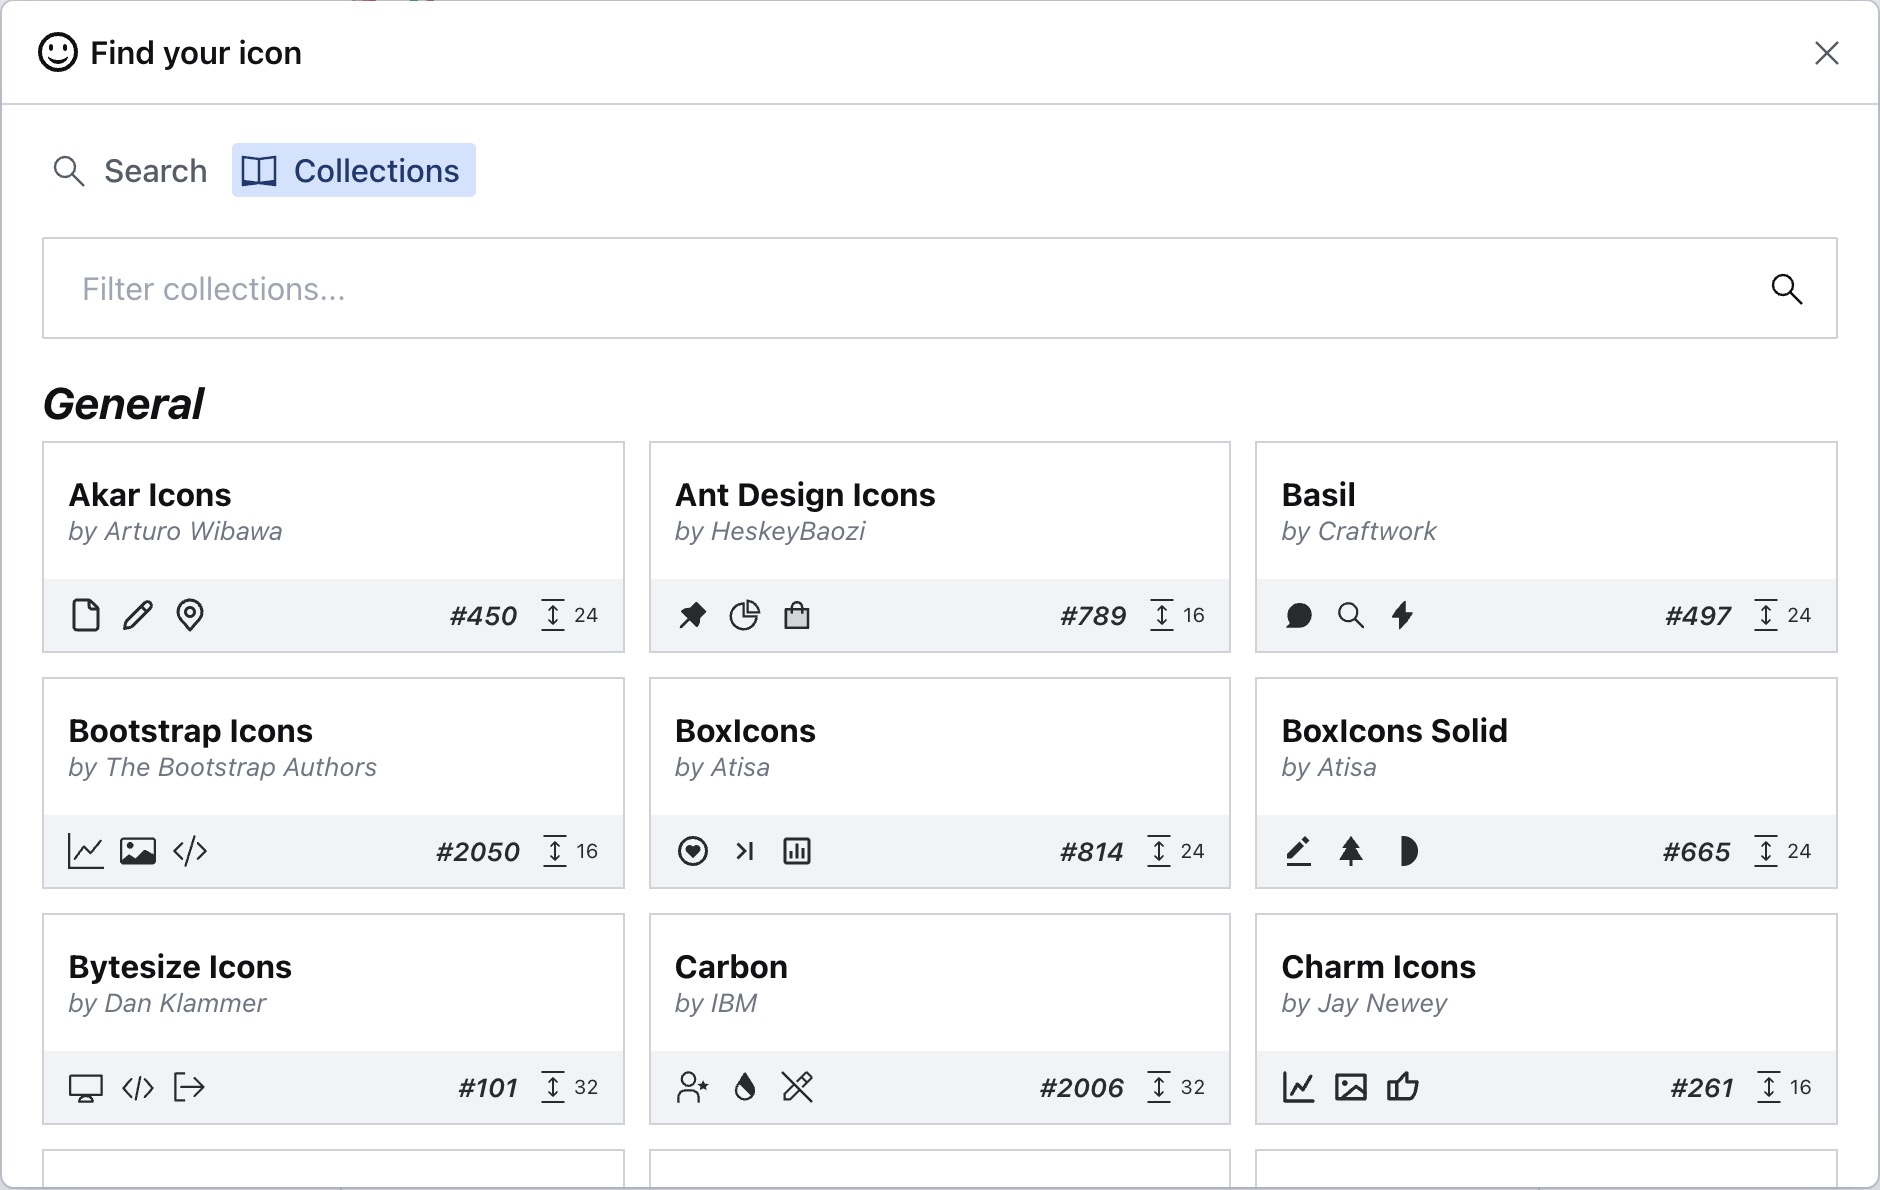 Find your icon
Search
Collections
Filter collections...
General
Akar Icons
by Arturo Wibawa
#450
24
Ant Design Icons
by HeskeyBaozi
#789
16
Basil
by Craftwork
#497
24
Bootstrap Icons
by The Bootstrap Authors
#2050
16
BoxIcons
by Atisa
#814
24
BoxIcons Solid
by Atisa
#665
24
Bytesize Icons
by Dan Klammer
#101
32
Carbon
by IBM
#2006
32
Charm Icons
by Jay Newey
#261
16